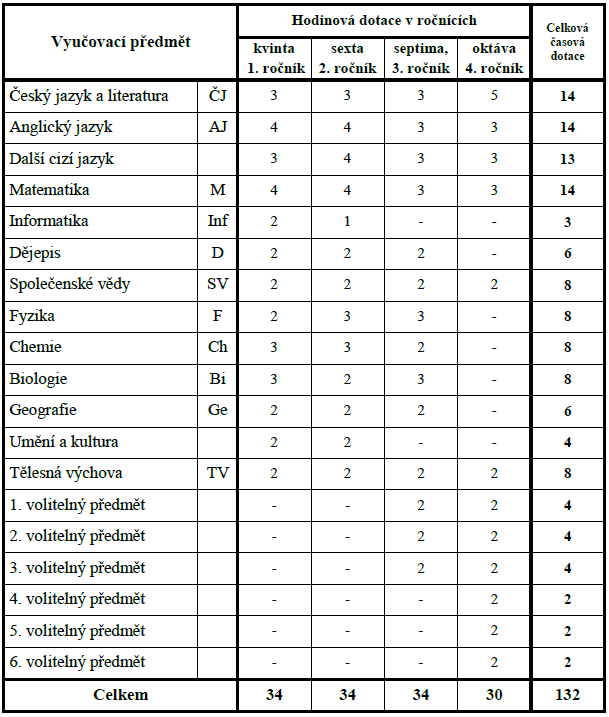 Vyučovací předmět Hodinová dotace v ročnících Celková časová dotace
kvinta 1. ročník sexta 2. ročník septima, 3. ročník oktáva 4. ročník
Český jazyk a literatura ČJ 3 3 3 5 14
Anglický jazyk AJ 4 4 3 3 14
Další cizí jazyk 3 4 3 3 13
Matematika M 4 4 3 3 14
Informatika Inf 2 1 - - 3
Dějepis D 2 2 2 - 6
Společenské vědy SV 2 2 2 2 8
Fyzika F 2 3 3 - 8
Chemie Ch 3 3 2 - 8
Biologie Bi 3 2 3 - 8
Geografie Ge 2 2 2 - 6
Umění a kultura 2 2 - - 4
Tělesná výchova TV 2 2 2 2 8
1. volitelný předmět - - 2 2 4
2. volitelný předmět - - 2 2 4
3. volitelný předmět - - 2 2 4
4. volitelný předmět - - - 2 2
5. volitelný předmět - - - 2 2
6. volitelný předmět - - - 2 2
Celkem 34 34 34 30 132